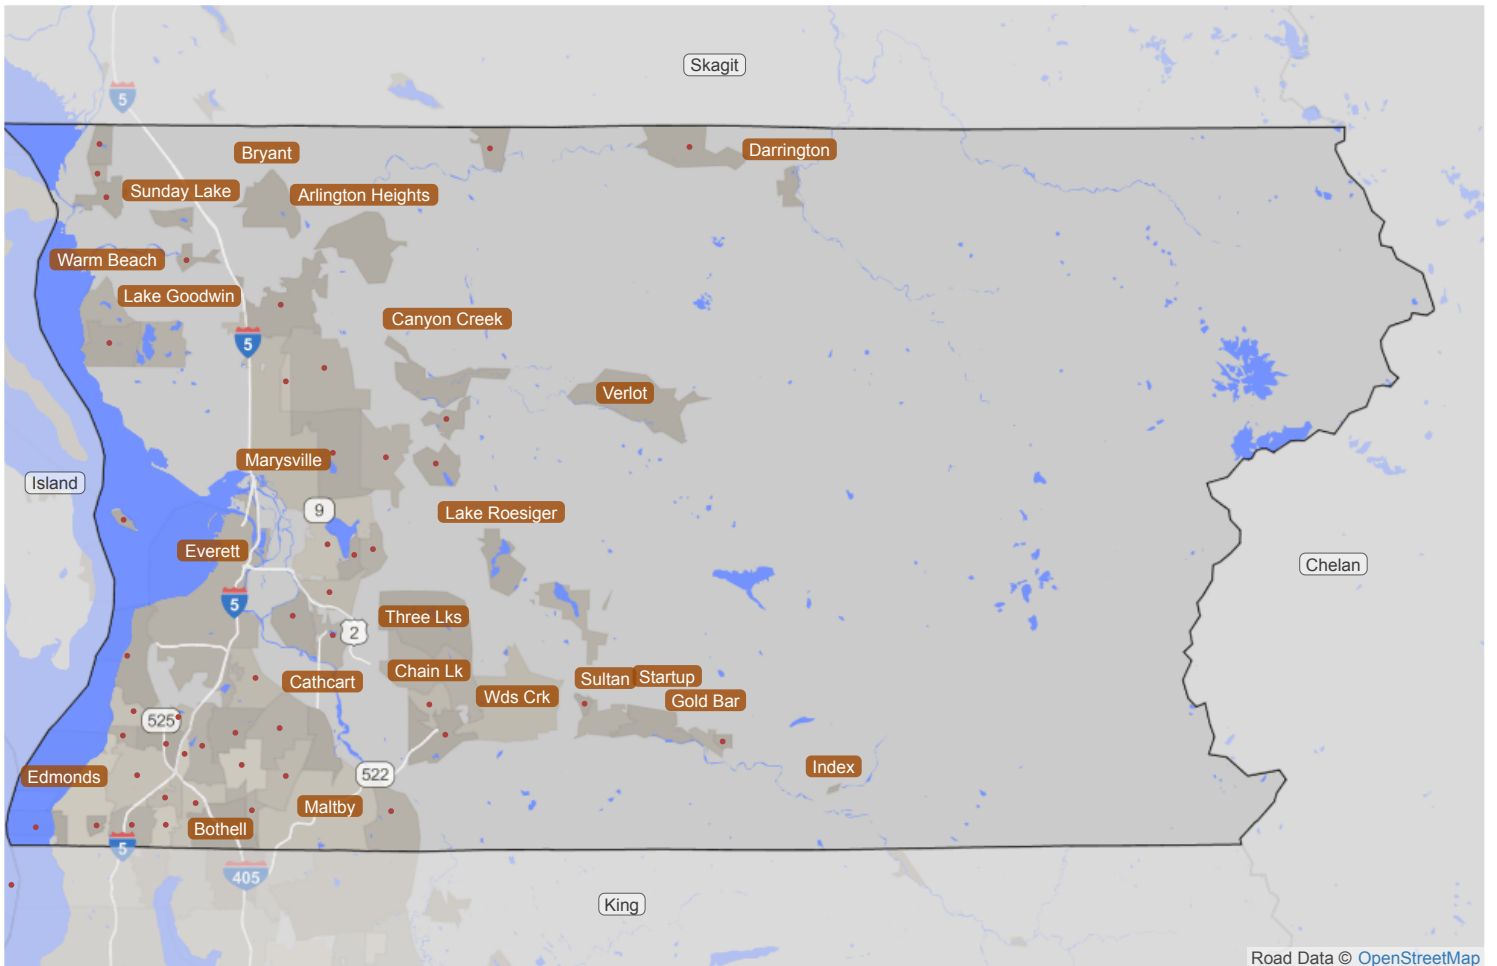 Skagit
5
Bryant
Darrington
Sunday Lake
Arlington Heights
Warm Beach
Lake Goodwin
Canyon Creek
5
Verlot
Marysville
Island
9
Lake Roesiger
Everett
Chelan
5
Three Lks
2
Chain Lk
Cathcart
Wds Crk
Sultan
Startup
Gold Bar
525
Edmonds
522
Index
Maltby
Bothell
5
405
King
Road Data © OpenStreetMap